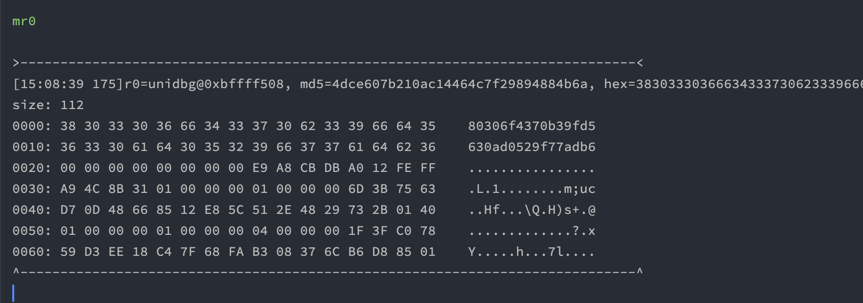 mr0
>-----------------------------------------------------------------------------<
[15:08:39 175]r0=unidbg@0xbffff508, md5=4dce607b210ac14464c7f29894884b6a, hex=38303330366634333730623339666
size: 112
0000: 38 30 33 30 36 66 34 33 37 30 62 33 39 66 64 35    80306f4370b39fd5
0010: 36 33 30 61 64 30 35 32 39 66 37 37 61 64 62 36    630ad0529f77adb6
0020: 00 00 00 00 00 00 00 00 E9 A8 CB DB A0 12 FE FF    ................
0030: A9 4C 8B 31 01 00 00 00 01 00 00 00 6D 3B 75 63    .L.1........m;uc
0040: D7 0D 48 66 85 12 E8 5C 51 2E 48 29 73 2B 01 40    ..Hf...\Q.H)s+.@
0050: 01 00 00 00 01 00 00 00 04 00 00 00 1F 3F C0 78    .............?.x
0060: 59 D3 EE 18 C4 7F 68 FA B3 08 37 6C B6 D8 85 01    Y.....h...7l....
^-----------------------------------------------------------------------------^